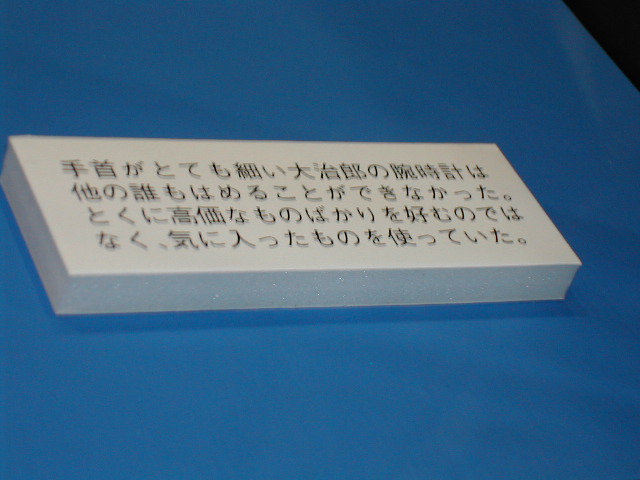 手首がとても細い大治郎の腕時計は
他の誰もはめることができなかった。
とくに高価なものばかりを好むのでは
なく、気に入ったものを使っていた。